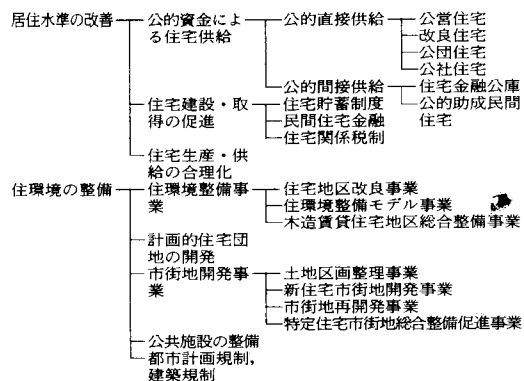 居住水準の改善
公的資金によ
る住宅供給
公的直接供給
公営住宅
改良住宅
公団住宅
公社住宅
公的間接供給
住宅金融公庫
公的助成民間
住宅
住宅建設・取
得の促進
住宅貯蓄制度
民間住宅金融
住宅関係税制
住宅生産・供
給の合理化
住環境の整備
住環境整備事
業
住宅地区改良事業
住環境整備モデル事業
木造賃貸住宅地区総合整備事業
計画的住宅団
地の開発
市街地開発事
業
土地区画整理事業
新住宅市街地開発事業
市街地再開発事業
特定住宅市街地総合整備促進事業
公共施設の整備
都市計画規制,
建築規制